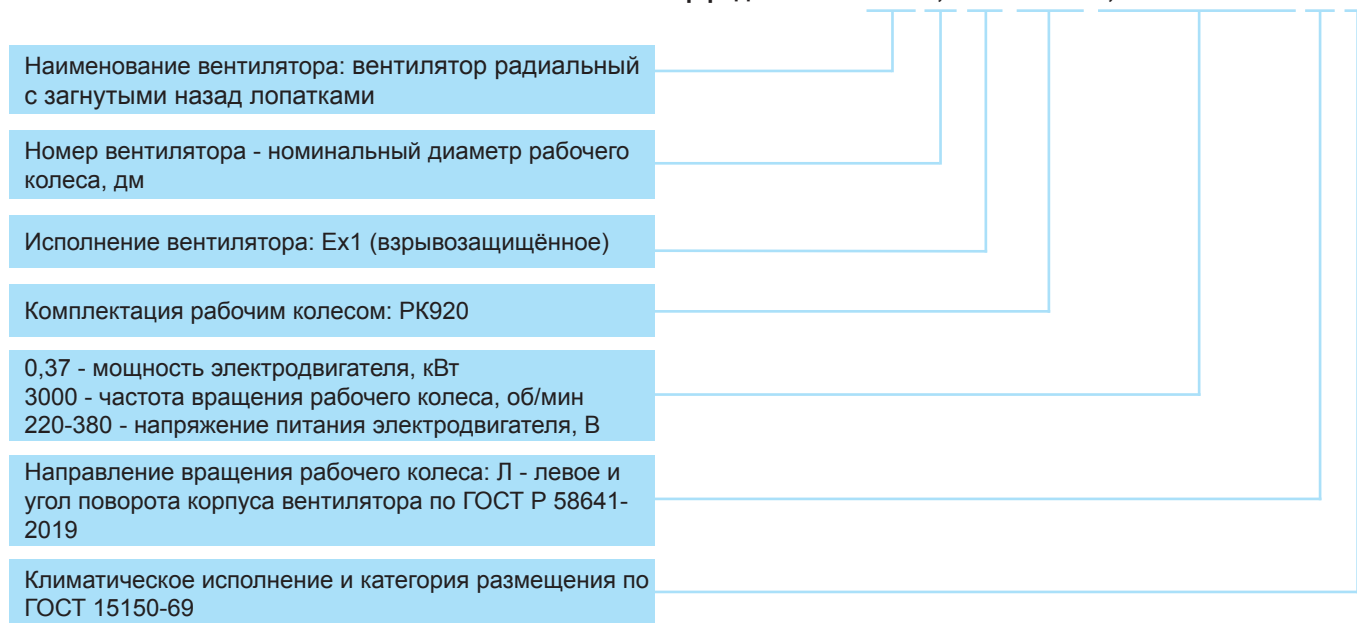 Наименование вентилятора: вентилятор радиальный
с загнутыми назад лопатками
Номер вентилятора - номинальный диаметр рабочего
колеса, дм
Исполнение вентилятора: Ex1 (взрывозащищённое)
Комплектация рабочим колесом: РК920
0,37 - мощность электродвигателя, кВт
3000 - частота вращения рабочего колеса, об/мин
220-380 - напряжение питания электродвигателя, В
Направление вращения рабочего колеса: Л - левое и
угол поворота корпуса вентилятора по ГОСТ Р 58641-
2019
Климатическое исполнение и категория размещения по
ГОСТ 15150-69